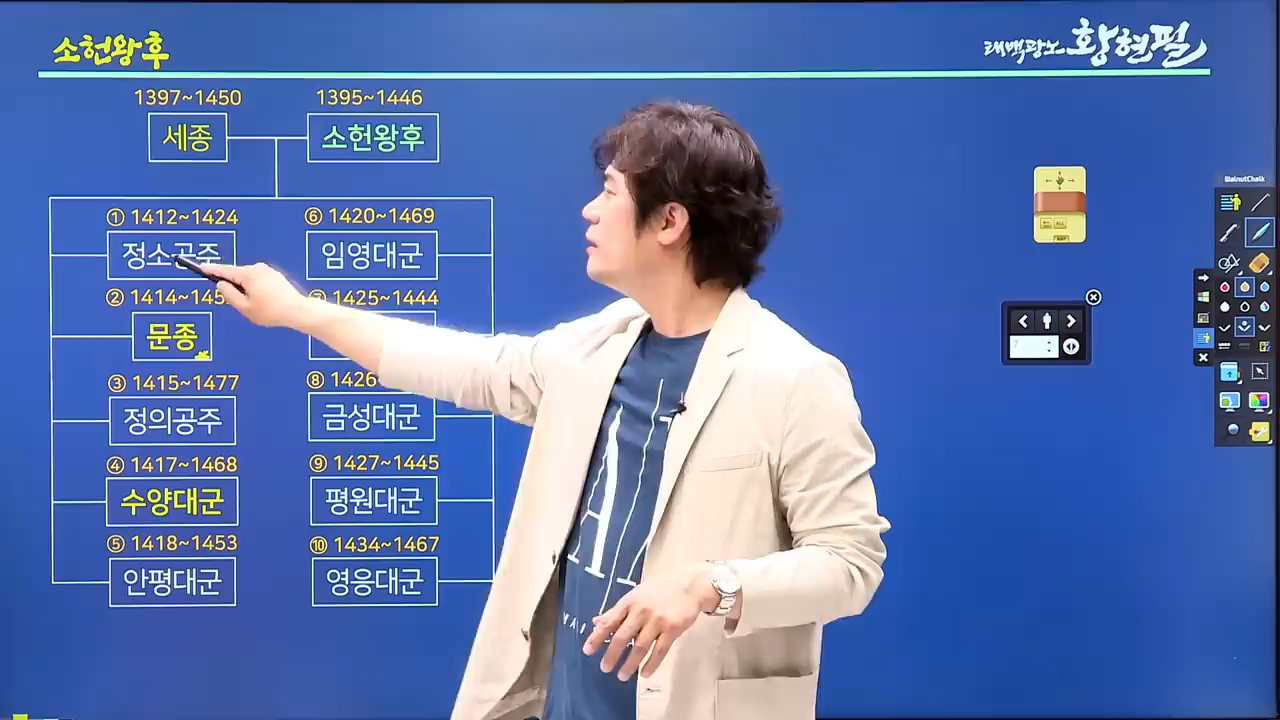 소헌왕후
태백광노 황현필
1397~1450
1395~1446
세종
소헌왕후
① 1412~1424
⑥ 1420~1469
정소공주
임영대군
② 1414~145
1425~1444
문종
③ 1415~1477
⑧ 1426
정의공주
금성대군
④ 1417~1468
⑨ 1427~1445
수양대군
평원대군
⑤ 1418~1453
⑩ 1434~1467
안평대군
영응대군
WalnutChalk